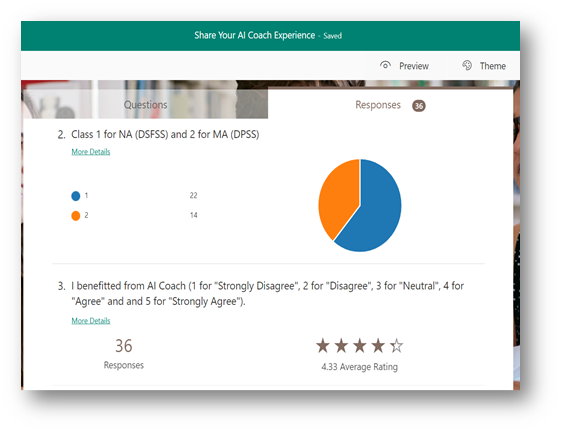 Share Your AI Coach Experience - Saved
Preview Theme
Questions Responses 36
2. Class 1 for NA (DSFSS) and 2 for MA (DPSS)
More Details
1 22
2 14
3. I benefitted from AI Coach (1 for "Strongly Disagree", 2 for "Disagree", 3 for "Neutral", 4 for
"Agree" and and 5 for "Strongly Agree").
More Details
36
Responses
4.33 Average Rating